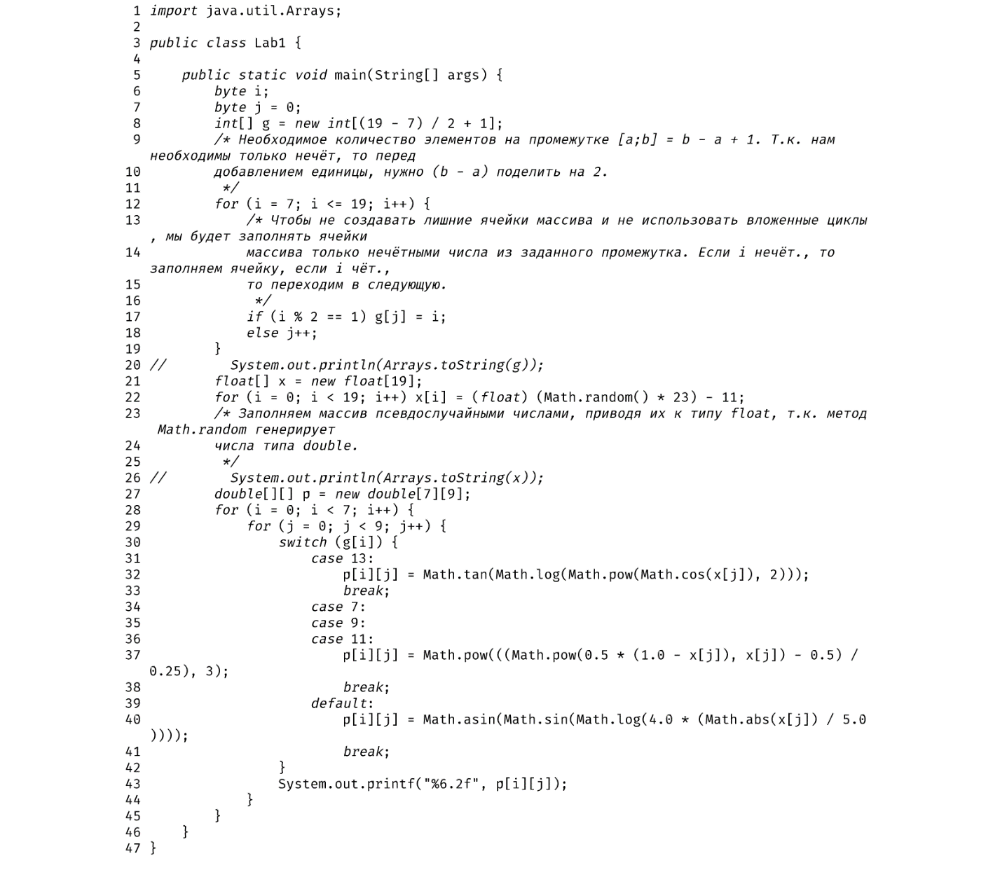 1 import java.util.Arrays;
2
3 public class Lab1 {
4
5     public static void main(String[] args) {
6         byte i;
7         byte j = 0;
8         int[] g = new int[(19 - 7) / 2 + 1];
9         /* Необходимое количество элементов на промежутке [a;b] = b - a + 1. Т.к. нам
необходимы только нечёт, то перед
10         добавлением единицы, нужно (b - a) поделить на 2.
11          */
12         for (i = 7; i <= 19; i++) {
13             /* Чтобы не создавать лишние ячейки массива и не использовать вложенные циклы
, мы будет заполнять ячейки
14             массива только нечётными числа из заданного промежутка. Если i нечёт., то
заполняем ячейку, если i чёт.,
15             то переходим в следующую.
16              */
17             if (i % 2 == 1) g[j] = i;
18             else j++;
19         }
20 //        System.out.println(Arrays.toString(g));
21         float[] x = new float[19];
22         for (i = 0; i < 19; i++) x[i] = (float) (Math.random() * 23) - 11;
23         /* Заполняем массив псевдослучайными числами, приводя их к типу float, т.к. метод
 Math.random генерирует
24         числа типа double.
25          */
26 //        System.out.println(Arrays.toString(x));
27         double[][] p = new double[7][9];
28         for (i = 0; i < 7; i++) {
29             for (j = 0; j < 9; j++) {
30                 switch (g[i]) {
31                     case 13:
32                         p[i][j] = Math.tan(Math.log(Math.pow(Math.cos(x[j]), 2)));
33                         break;
34                     case 7:
35                     case 9:
36                     case 11:
37                         p[i][j] = Math.pow(((Math.pow(0.5 * (1.0 - x[j]), x[j]) - 0.5) /
0.25), 3);
38                         break;
39                     default:
40                         p[i][j] = Math.asin(Math.sin(Math.log(4.0 * (Math.abs(x[j]) / 5.0
))));
41                         break;
42                 }
43                 System.out.printf("%6.2f", p[i][j]);
44             }
45         }
46     }
47 }